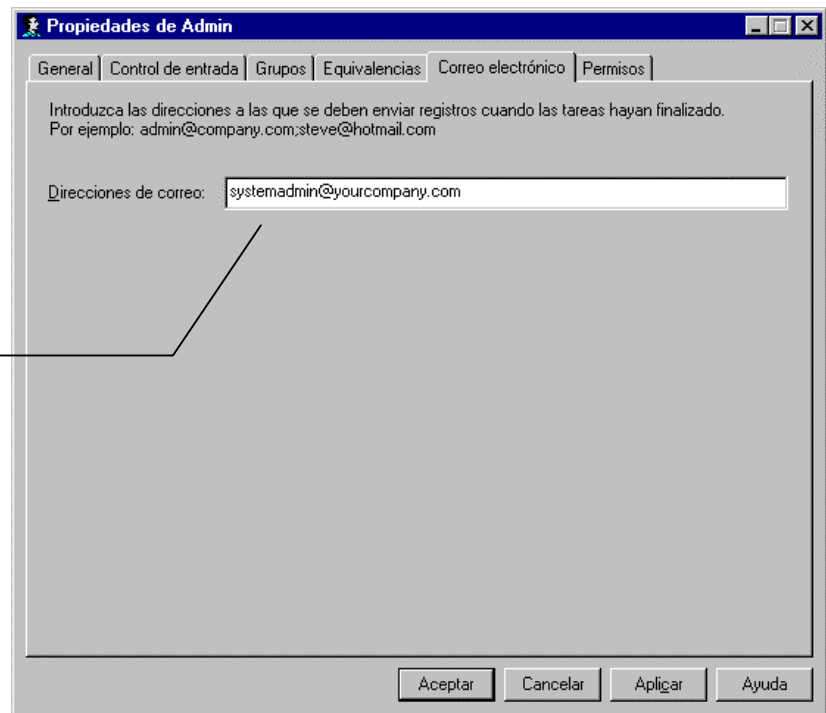 Propiedades de Admin
General Control de entrada Grupos Equivalencias Correo electrónico Permisos
Introduzca las direcciones a las que se deben enviar registros cuando las tareas hayan finalizado.
Por ejemplo: admin@company.com;steve@hotmail.com
Direcciones de correo: systemadmin@yourcompany.com
Aceptar Cancelar Aplicar Ayuda